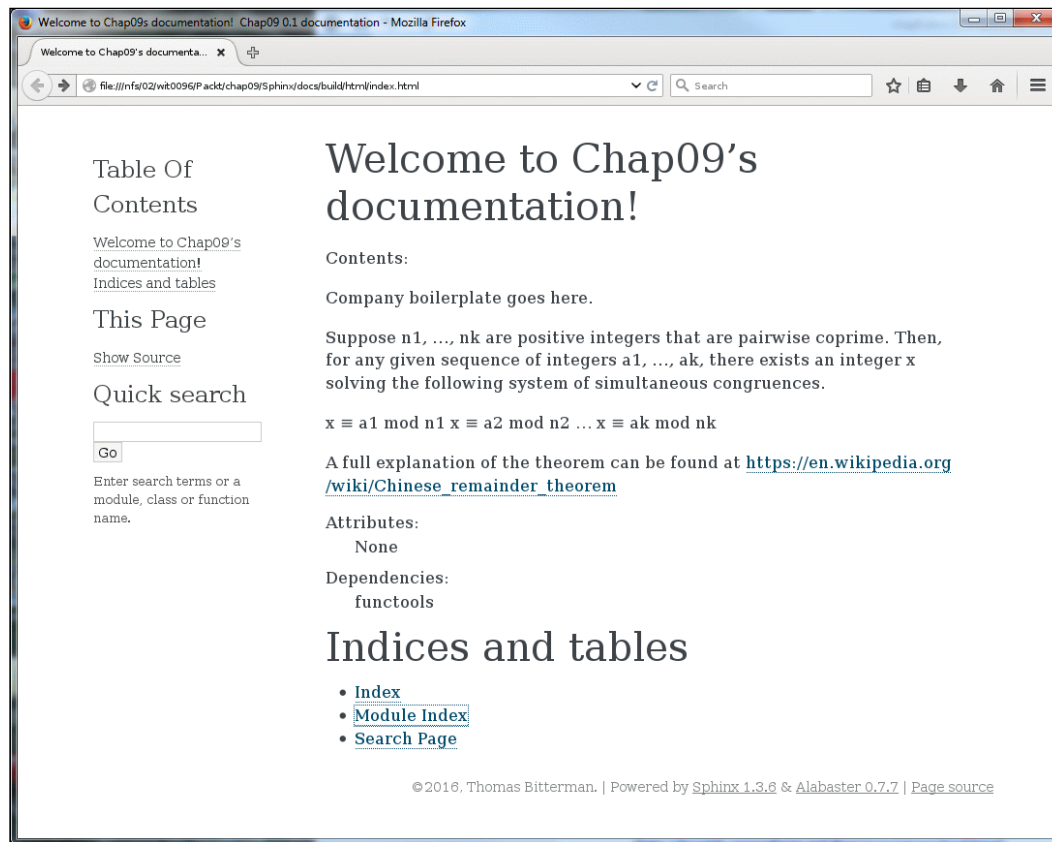 Welcome to Chap09s documentation! Chap09 0.1 documentation - Mozilla Firefox
Welcome to Chap09's documenta...
file:///nfs/02/wit0096/Packt/chap09/Sphinx/docs/build/html/index.html
Search
Table Of
Contents
Welcome to Chap09's
documentation!
Indices and tables
This Page
Show Source
Quick search
Go
Enter search terms or a
module, class or function
name.
Welcome to Chap09’s
documentation!
Contents:
Company boilerplate goes here.
Suppose n1, ..., nk are positive integers that are pairwise coprime. Then,
for any given sequence of integers a1, ..., ak, there exists an integer x
solving the following system of simultaneous congruences.
x ≡ a1 mod n1 x ≡ a2 mod n2 ... x ≡ ak mod nk
A full explanation of the theorem can be found at https://en.wikipedia.org
/wiki/Chinese_remainder_theorem
Attributes:
None
Dependencies:
functools
Indices and tables
• Index
• Module Index
• Search Page
©2016, Thomas Bitterman. | Powered by Sphinx 1.3.6 & Alabaster 0.7.7 | Page source